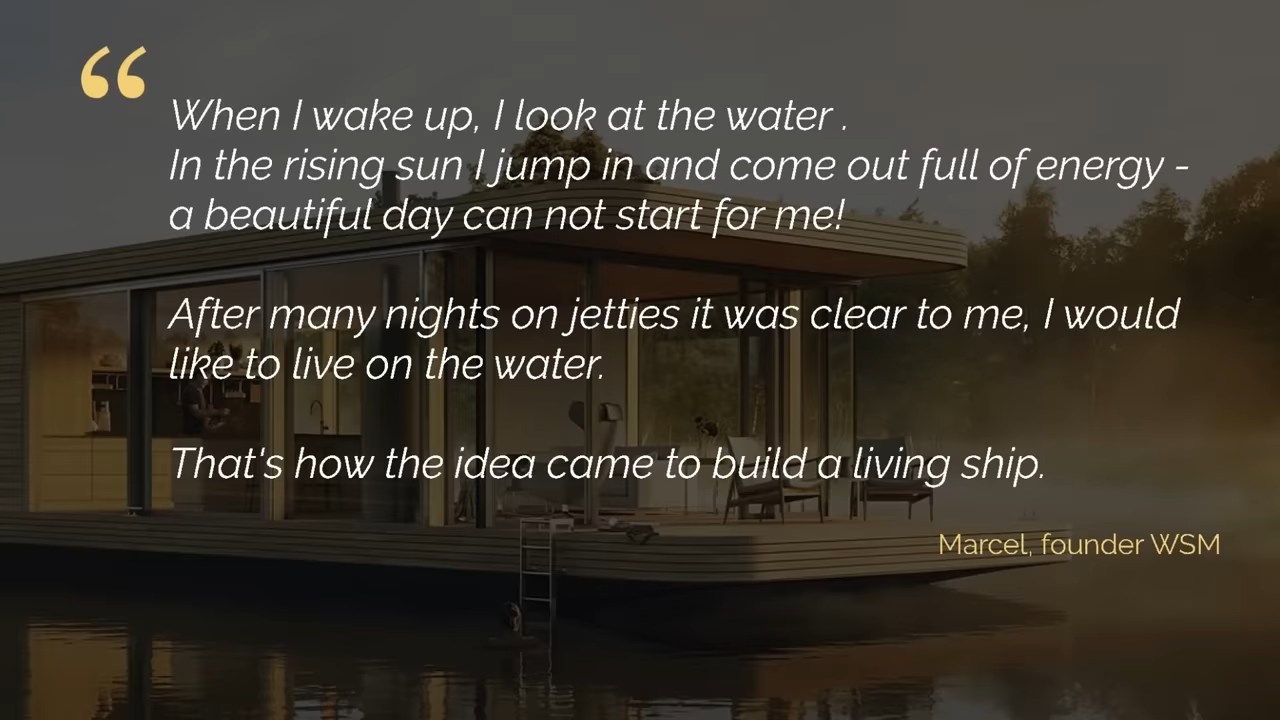 “
When I wake up, I look at the water .
In the rising sun I jump in and come out full of energy -
a beautiful day can not start for me!
After many nights on jetties it was clear to me, I would
like to live on the water.
That's how the idea came to build a living ship.
Marcel, founder WSM